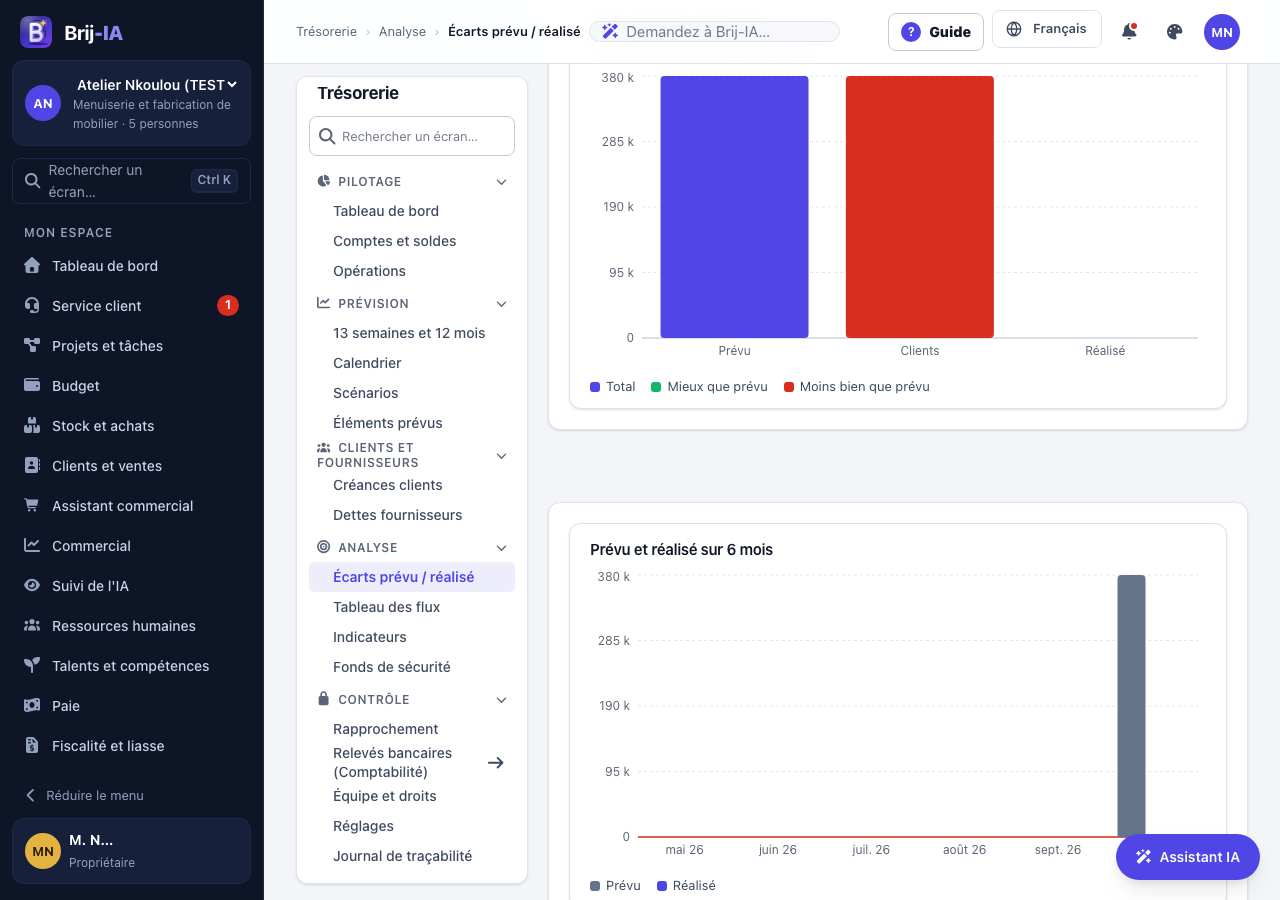 Brij-IA
AN
Atelier Nkoulou (TEST
Menuiserie et fabrication de
mobilier · 5 personnes
Rechercher un
écran...
Ctrl K
MON ESPACE
Tableau de bord
Service client
1
Projets et tâches
Budget
Stock et achats
Clients et ventes
Assistant commercial
Commercial
Suivi de l'IA
Ressources humaines
Talents et compétences
Paie
Fiscalité et liasse
Réduire le menu
MN
M. N...
Propriétaire
Trésorerie › Analyse › Écarts prévu / réalisé
Demandez à Brij-IA...
? Guide
Français
MN
Trésorerie
Rechercher un écran...
PILOTAGE
Tableau de bord
Comptes et soldes
Opérations
PRÉVISION
13 semaines et 12 mois
Calendrier
Scénarios
Éléments prévus
CLIENTS ET
FOURNISSEURS
Créances clients
Dettes fournisseurs
ANALYSE
Écarts prévu / réalisé
Tableau des flux
Indicateurs
Fonds de sécurité
CONTRÔLE
Rapprochement
Relevés bancaires
(Comptabilité)
Équipe et droits
Réglages
Journal de traçabilité
380 k
285 k
190 k
95 k
0
Prévu
Clients
Réalisé
Total
Mieux que prévu
Moins bien que prévu
Prévu et réalisé sur 6 mois
380 k
285 k
190 k
95 k
0
mai 26
juin 26
juil. 26
août 26
sept. 26
Prévu
Réalisé
Assistant IA